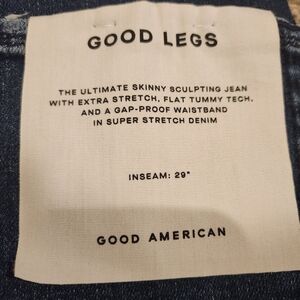 GOOD LEGS
THE ULTIMATE SKINNY SCULPTING JEAN
WITH EXTRA STRETCH, FLAT TUMMY TECH,
AND A GAP-PROOF WAISTBAND
IN SUPER STRETCH DENIM
INSEAM: 29"
GOOD AMERICAN